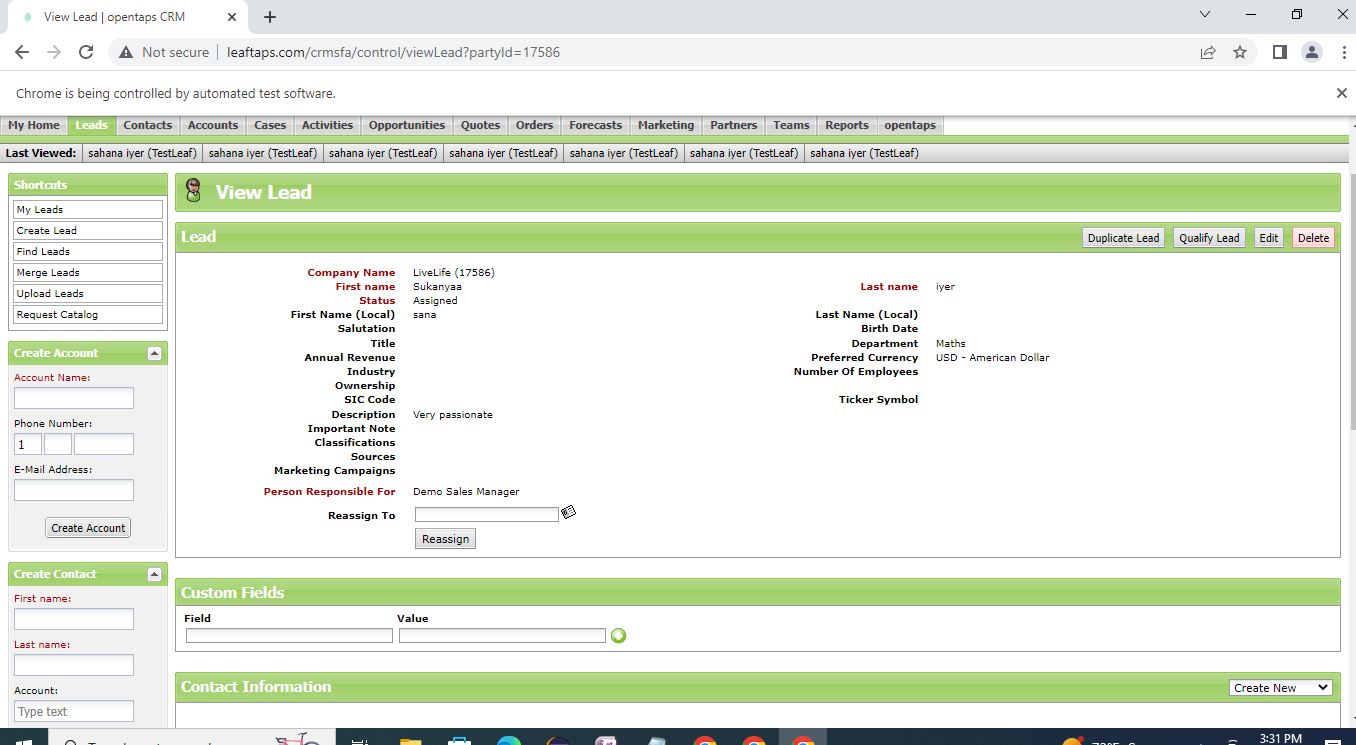 View Lead | opentaps CRM
Not secure | leaftaps.com/crmsfa/control/viewLead?partyId=17586
Chrome is being controlled by automated test software.
My Home Leads Contacts Accounts Cases Activities Opportunities Quotes Orders Forecasts Marketing Partners Teams Reports opentaps
Last Viewed: sahana iyer (TestLeaf) sahana iyer (TestLeaf) sahana iyer (TestLeaf) sahana iyer (TestLeaf) sahana iyer (TestLeaf) sahana iyer (TestLeaf) sahana iyer (TestLeaf)
Shortcuts
My Leads
Create Lead
Find Leads
Merge Leads
Upload Leads
Request Catalog
Create Account
Account Name:
Phone Number:
1
E-Mail Address:
Create Account
Create Contact
First name:
Last name:
Account:
Type text
View Lead
Lead Duplicate Lead Qualify Lead Edit Delete
Company Name LiveLife (17586)
First name Sukanyaa Last name iyer
Status Assigned
First Name (Local) sana Last Name (Local)
Salutation Birth Date
Title Department Maths
Annual Revenue Preferred Currency USD - American Dollar
Industry Number Of Employees
Ownership
SIC Code Ticker Symbol
Description Very passionate
Important Note
Classifications
Sources
Marketing Campaigns
Person Responsible For Demo Sales Manager
Reassign To
Reassign
Custom Fields
Field Value
Contact Information Create New
3:31 PM